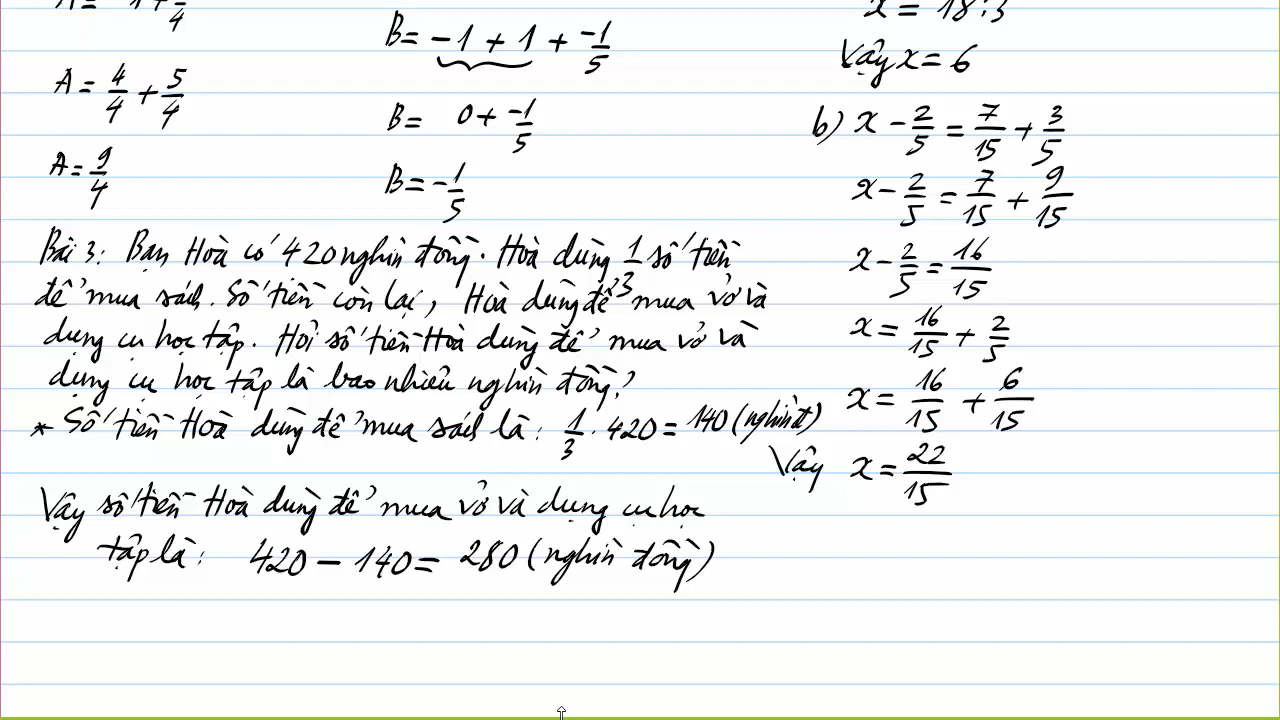 A = 1 + 1/4
A = 4/4 + 5/4
A = 9/4
B = -1 + 1 + -1/5
B = 0 + -1/5
B = -1/5
Bài 3: Bạn Hoà có 420 nghìn đồng. Hoà dùng 1/3 số tiền
để mua sách. Số tiền còn lại, Hoà dùng để mua vở và
dụng cụ học tập. Hỏi số tiền Hoà dùng để mua vở và
dụng cụ học tập là bao nhiêu nghìn đồng?
* Số tiền Hoà dùng để mua sách là: 1/3 . 420 = 140 (nghìn đ)
Vậy số tiền Hoà dùng để mua vở và dụng cụ học
tập là: 420 - 140 = 280 (nghìn đồng)
x = 18:3
Vậy x = 6
b) x - 2/5 = 7/15 + 3/5
x - 2/5 = 7/15 + 9/15
x - 2/5 = 16/15
x = 16/15 + 2/5
x = 16/15 + 6/15
Vậy x = 22/15